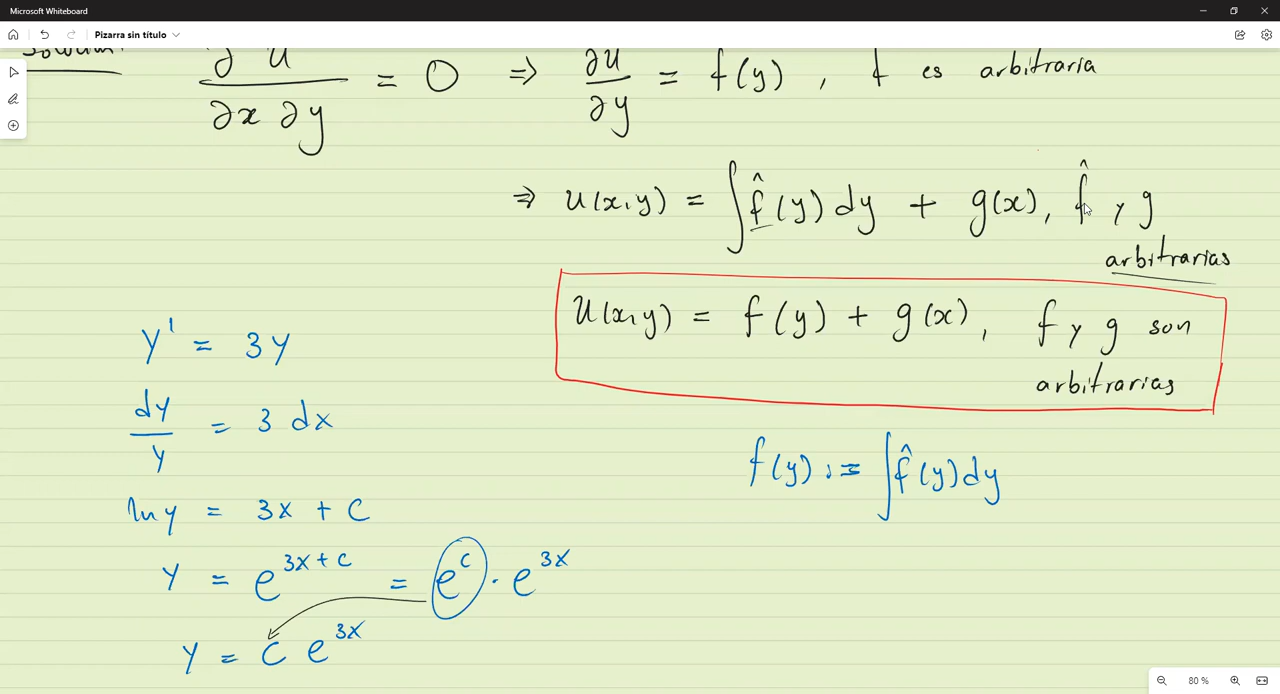 Microsoft Whiteboard
Pizarra sin título
∂ u / ∂x ∂y = 0 ⇒ ∂u/∂y = f(y) , f es arbitraria
⇒ u(x,y) = ∫ f̂(y) dy + g(x), f̂ y g
arbitrarias
u(x,y) = f(y) + g(x), f y g son
arbitrarias
y' = 3y
dy/y = 3 dx
f(y) := ∫ f̂(y)dy
ln y = 3x + c
y = e^{3x + c} = e^c · e^{3x}
y = c e^{3x}
80 %